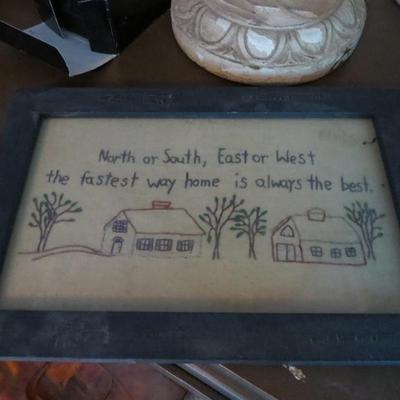 North or South, East or West
the fastest way home is always the best.